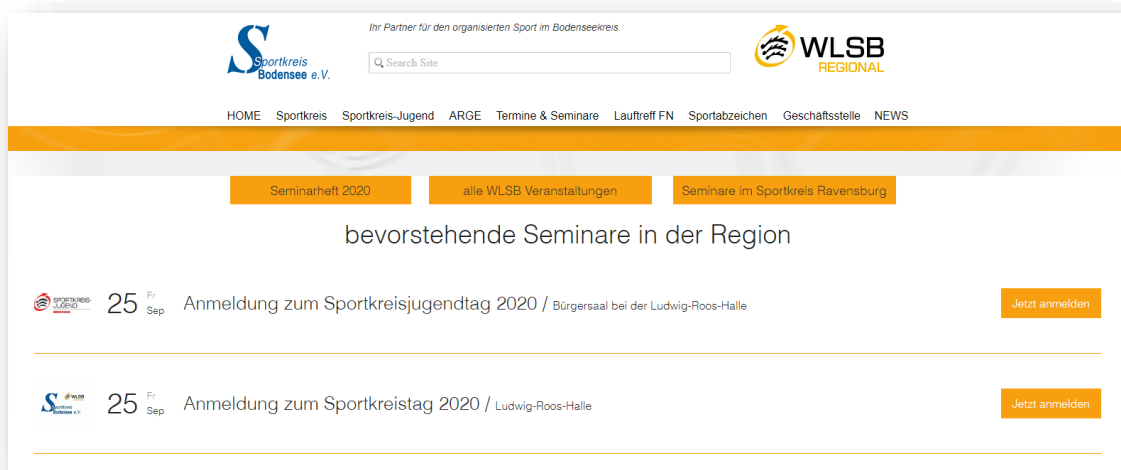 Ihr Partner für den organisierten Sport im Bodenseekreis.
Sportkreis
Bodensee e.V.
Search Site
WLSB
REGIONAL
HOME Sportkreis Sportkreis-Jugend ARGE Termine & Seminare Lauftreff FN Sportabzeichen Geschäftsstelle NEWS
Seminarheft 2020 alle WLSB Veranstaltungen Seminare im Sportkreis Ravensburg
bevorstehende Seminare in der Region
SPORTKREIS-
JUGEND
25 Fr Sep Anmeldung zum Sportkreisjugendtag 2020 / Bürgersaal bei der Ludwig-Roos-Halle Jetzt anmelden
WLSB
Sportkreis
Bodensee e.V.
25 Fr Sep Anmeldung zum Sportkreistag 2020 / Ludwig-Roos-Halle Jetzt anmelden